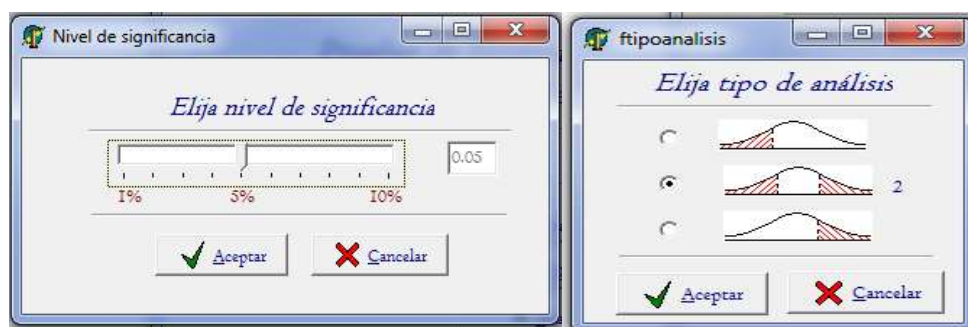 Nivel de significancia
Elija nivel de significancia
0.05
1% 5% 10%
Aceptar Cancelar
ftipoanalisis
Elija tipo de análisis
2
Aceptar Cancelar